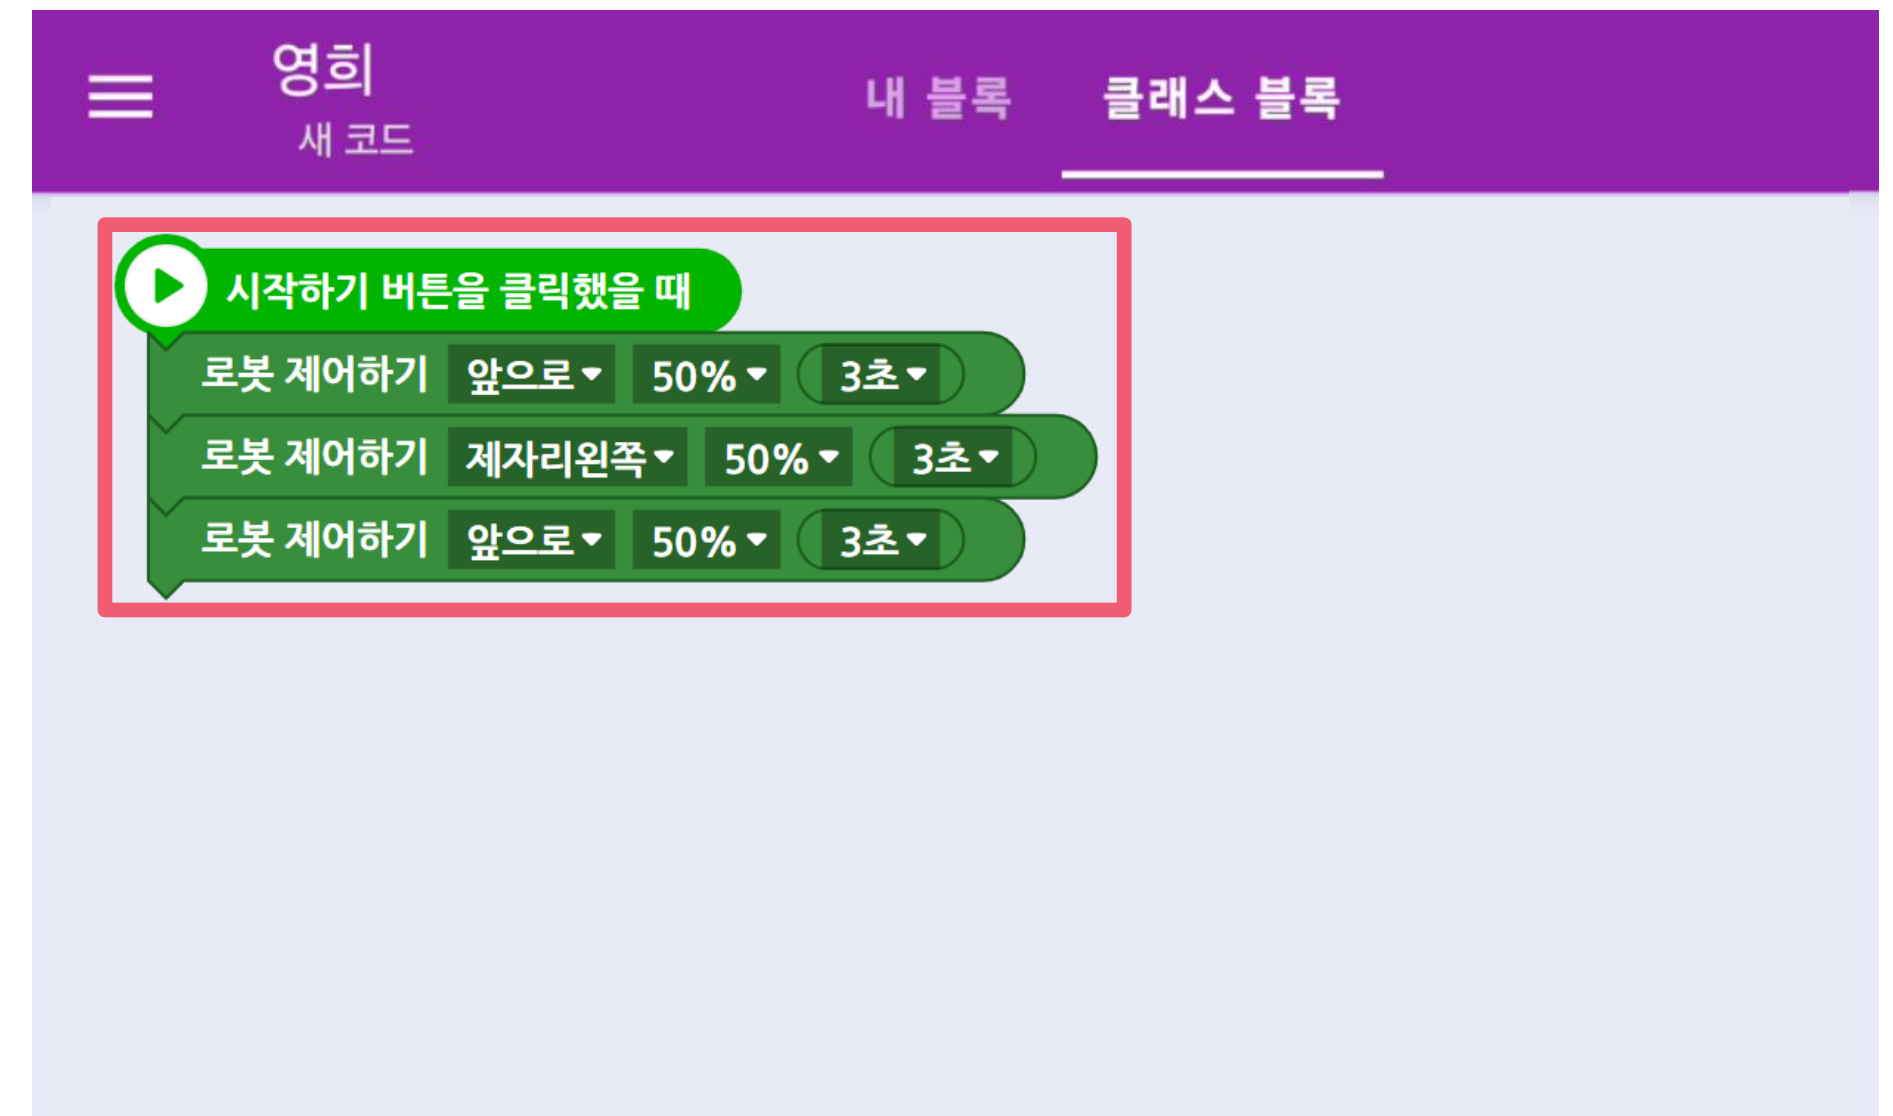 영희
새 코드
내 블록 클래스 블록
시작하기 버튼을 클릭했을 때
로봇 제어하기 앞으로 50% 3초
로봇 제어하기 제자리왼쪽 50% 3초
로봇 제어하기 앞으로 50% 3초